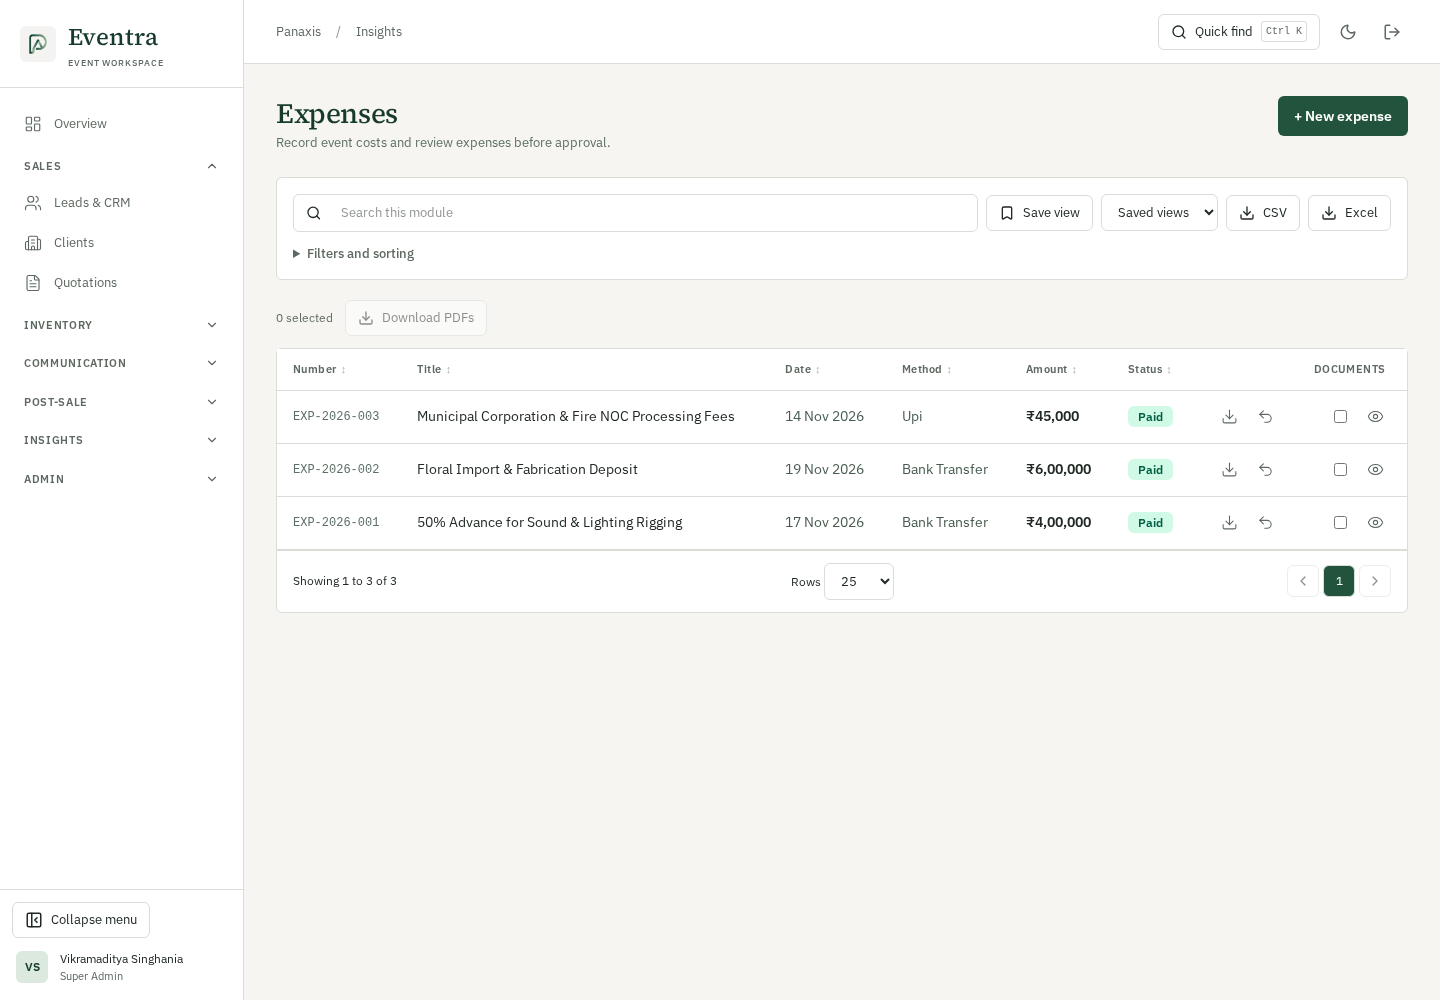 Eventra
EVENT WORKSPACE
Overview
SALES
Leads & CRM
Clients
Quotations
INVENTORY
COMMUNICATION
POST-SALE
INSIGHTS
ADMIN
Collapse menu
VS
Vikramaditya Singhania
Super Admin
Panaxis / Insights
Quick find Ctrl K
Expenses
Record event costs and review expenses before approval.
+ New expense
Search this module
Save view
Saved views
CSV
Excel
Filters and sorting
0 selected
Download PDFs
Number ↕ Title ↕ Date ↕ Method ↕ Amount ↕ Status ↕ DOCUMENTS
EXP-2026-003 Municipal Corporation & Fire NOC Processing Fees 14 Nov 2026 Upi ₹45,000 Paid
EXP-2026-002 Floral Import & Fabrication Deposit 19 Nov 2026 Bank Transfer ₹6,00,000 Paid
EXP-2026-001 50% Advance for Sound & Lighting Rigging 17 Nov 2026 Bank Transfer ₹4,00,000 Paid
Showing 1 to 3 of 3
Rows 25
1